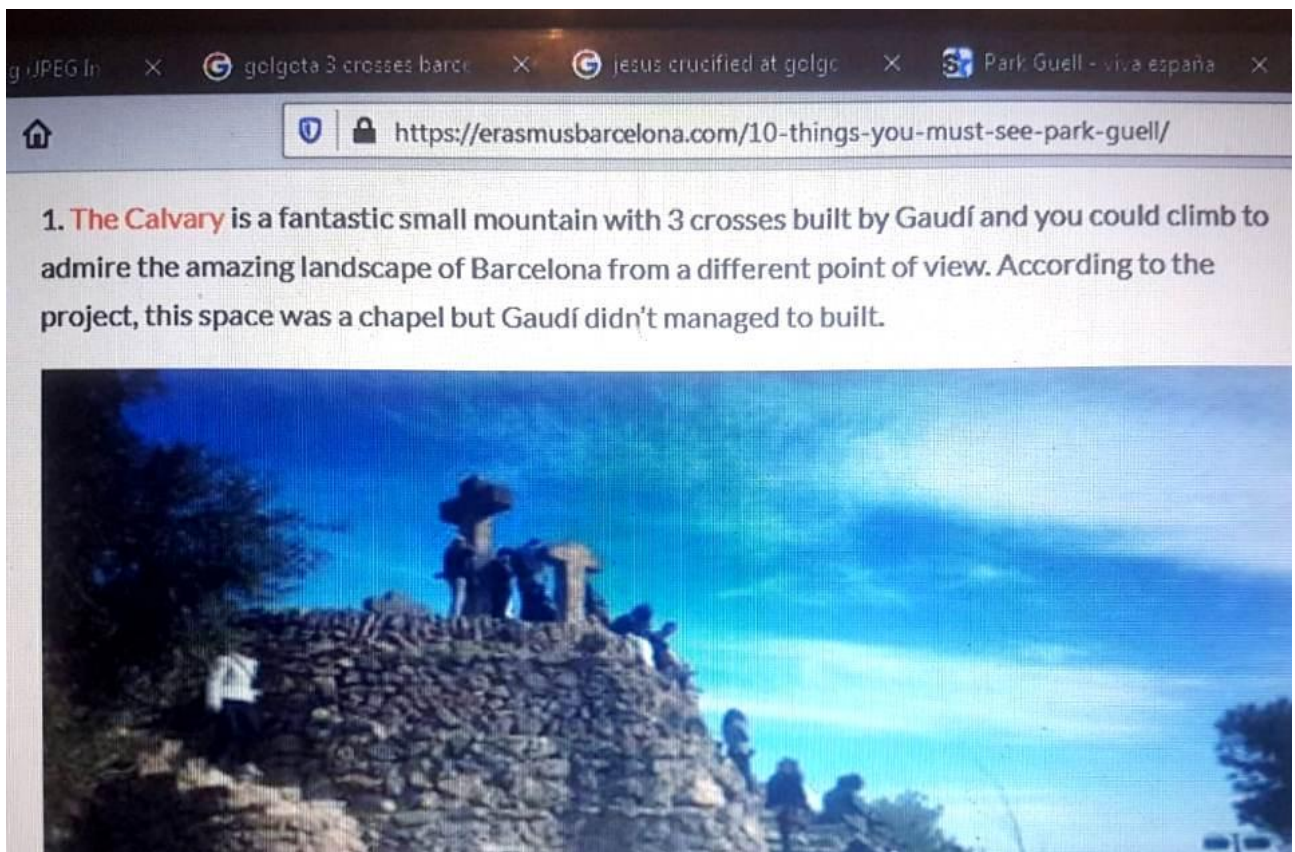 g JPEG In golgota 3 crosses barce jesus crucified at golgo Park Guell - viva españa
https://erasmusbarcelona.com/10-things-you-must-see-park-guell/
1. The Calvary is a fantastic small mountain with 3 crosses built by Gaudí and you could climb to
admire the amazing landscape of Barcelona from a different point of view. According to the
project, this space was a chapel but Gaudí didn't managed to built.